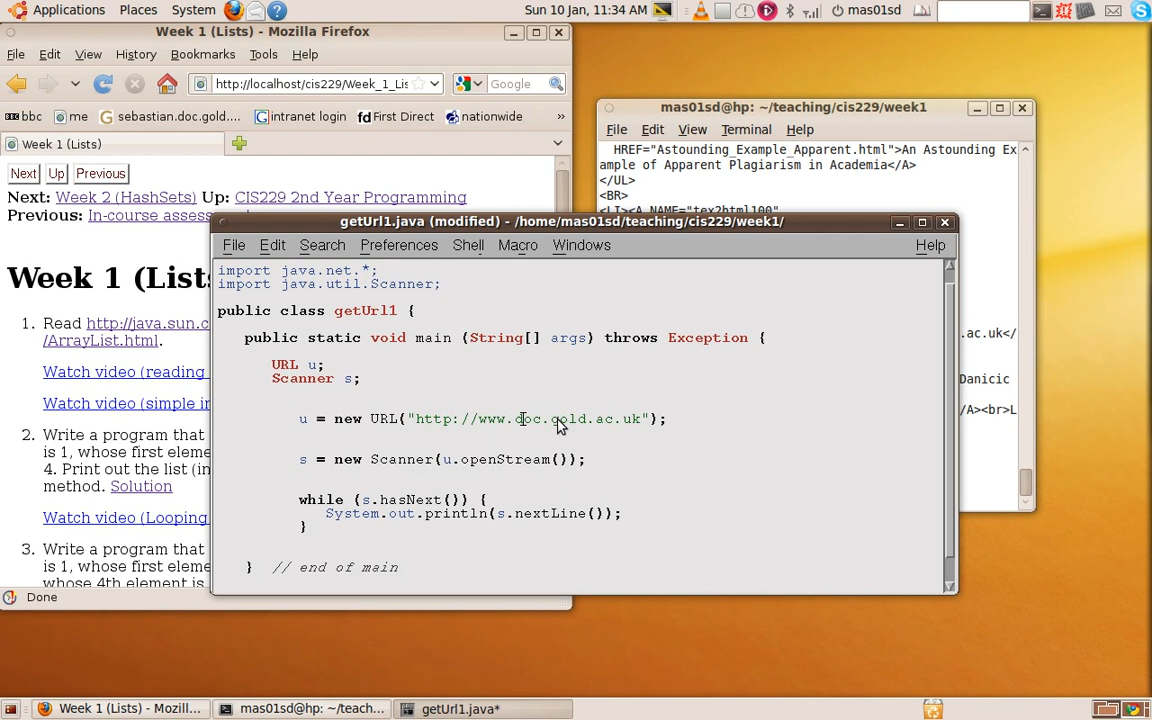 Applications Places System Sun 10 Jan, 11:34 AM mas01sd
Week 1 (Lists) - Mozilla Firefox
File Edit View History Bookmarks Tools Help
http://localhost/cis229/Week_1_Lis Google
bbc me sebastian.doc.gold.... intranet login fd First Direct nationwide »
Week 1 (Lists)
Next Up Previous
Next: Week 2 (HashSets) Up: CIS229 2nd Year Programming
Previous: In-course assess
Week 1 (Lists
1. Read http://java.sun.c
/ArrayList.html.
Watch video (reading
Watch video (simple in
2. Write a program that
is 1, whose first eleme
4. Print out the list (in
method. Solution
Watch video (Looping
3. Write a program that
is 1, whose first eleme
whose 4th element is
Done
mas01sd@hp: ~/teaching/cis229/week1
File Edit View Terminal Help
HREF="Astounding_Example_Apparent.html">An Astounding Ex
ample of Apparent Plagiarism in Academia</A>
</UL>
<BR>
<LI><A NAME="tex2html100"
.ac.uk</
Danicic
/A><br>L
getUrl1.java (modified) - /home/mas01sd/teaching/cis229/week1/
File Edit Search Preferences Shell Macro Windows Help
import java.net.*;
import java.util.Scanner;
public class getUrl1 {
public static void main (String[] args) throws Exception {
URL u;
Scanner s;
u = new URL("http://www.doc.gold.ac.uk");
s = new Scanner(u.openStream());
while (s.hasNext()) {
System.out.println(s.nextLine());
}
} // end of main
Week 1 (Lists) - Mozill... mas01sd@hp: ~/teach... getUrl1.java*